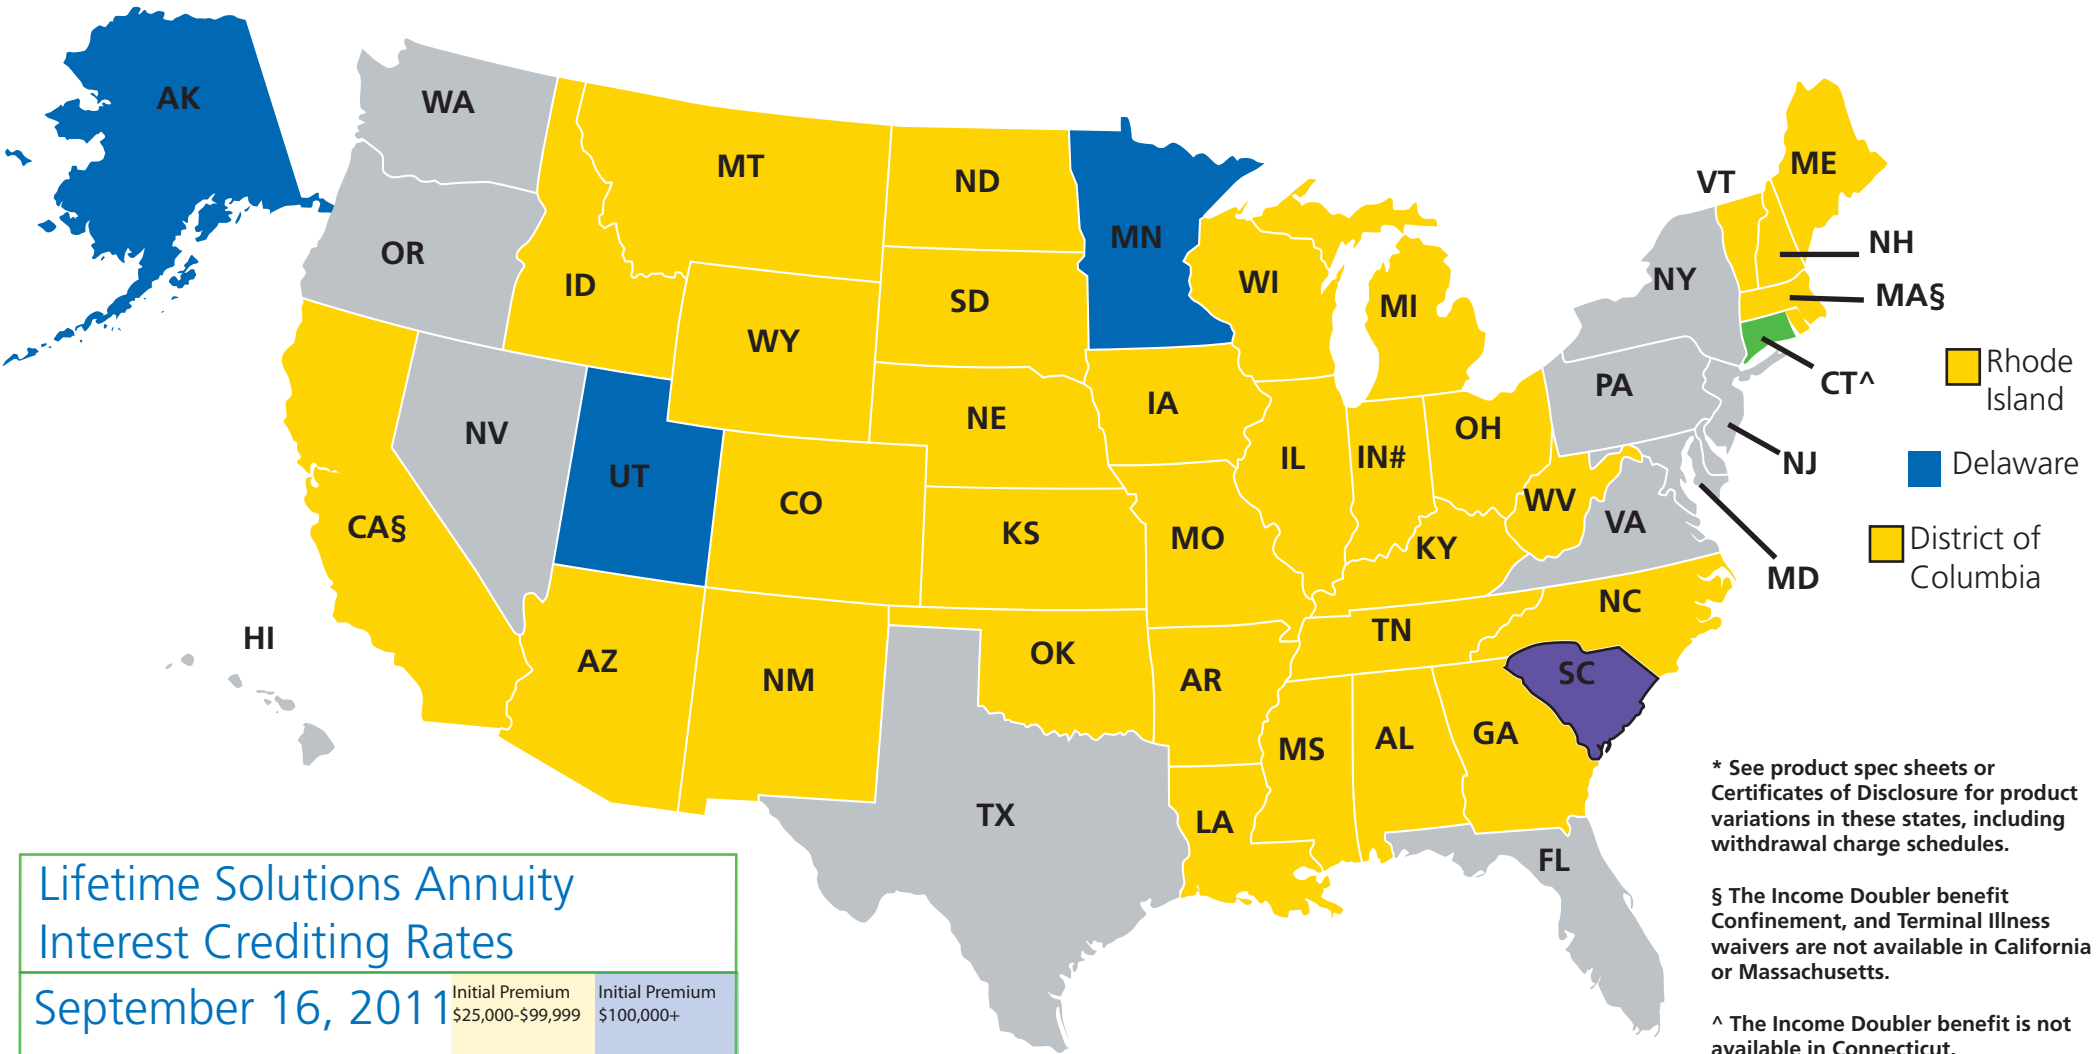 AK
WA
MT
ND
MN
ME
VT
NH
OR
ID
WI
MI
NY
MA§
SD
WY
CT^
Rhode
Island
PA
NE
IA
NV
OH
IL
IN#
NJ
Delaware
UT
CO
WV
VA
CA§
KS
MO
KY
District of
Columbia
MD
NC
HI
TN
AZ
NM
OK
AR
SC
MS
AL
GA
TX
LA
FL
* See product spec sheets or
Certificates of Disclosure for product
variations in these states, including
withdrawal charge schedules.
§ The Income Doubler benefit
Confinement, and Terminal Illness
waivers are not available in California
or Massachusetts.
^ The Income Doubler benefit is not
available in Connecticut.
Lifetime Solutions Annuity
Interest Crediting Rates
September 16, 2011
Initial Premium
$25,000-$99,999
Initial Premium
$100,000+